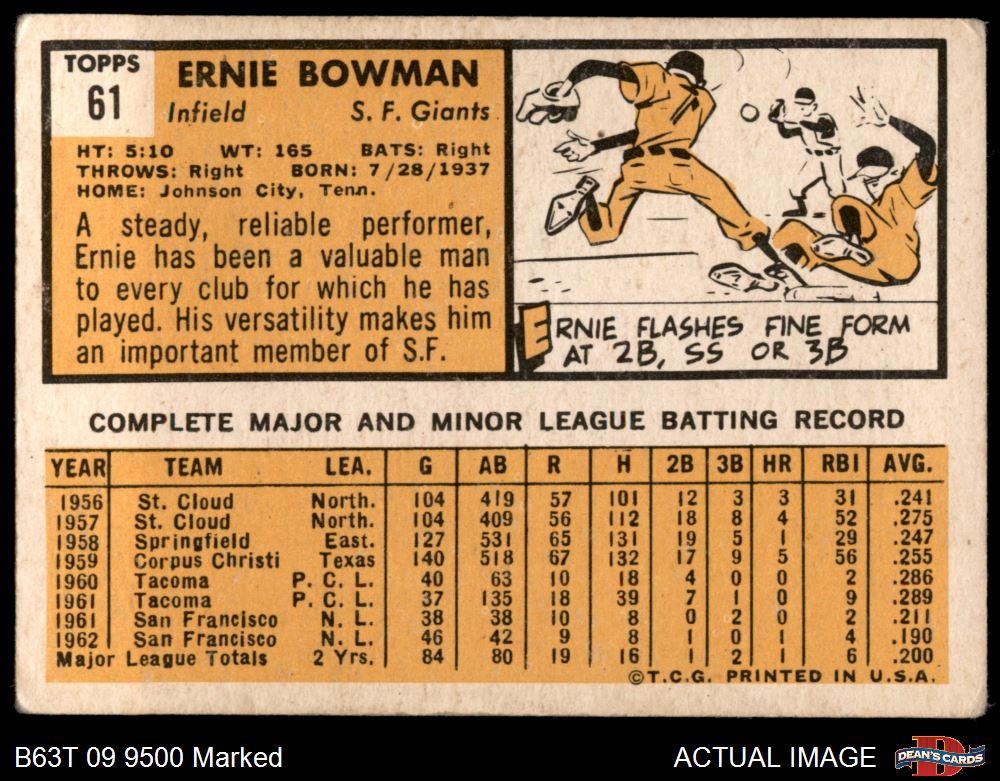 TOPPS
61
ERNIE BOWMAN
Infield S. F. Giants
HT: 5:10 WT: 165 BATS: Right
THROWS: Right BORN: 7/28/1937
HOME: Johnson City, Tenn.
A steady, reliable performer,
Ernie has been a valuable man
to every club for which he has
played. His versatility makes him
an important member of S.F.
ERNIE FLASHES FINE FORM
AT 2B, SS OR 3B
COMPLETE MAJOR AND MINOR LEAGUE BATTING RECORD
YEAR TEAM LEA. G AB R H 2B 3B HR RBI AVG.
1956 St. Cloud North. 104 419 57 101 12 3 3 31 .241
1957 St. Cloud North. 104 409 56 112 18 8 4 52 .275
1958 Springfield East. 127 531 65 131 19 5 1 29 .247
1959 Corpus Christi Texas 140 518 67 132 17 9 5 56 .255
1960 Tacoma P. C. L. 40 63 10 18 4 0 0 2 .286
1961 Tacoma P. C. L. 37 135 18 39 7 1 0 9 .289
1961 San Francisco N. L. 38 38 10 8 0 2 0 2 .211
1962 San Francisco N. L. 46 42 9 8 1 0 1 4 .190
Major League Totals 2 Yrs. 84 80 19 16 1 2 1 6 .200
©T.C.G. PRINTED IN U.S.A.
B63T 09 9500 Marked ACTUAL IMAGE
DEAN'S CARDS